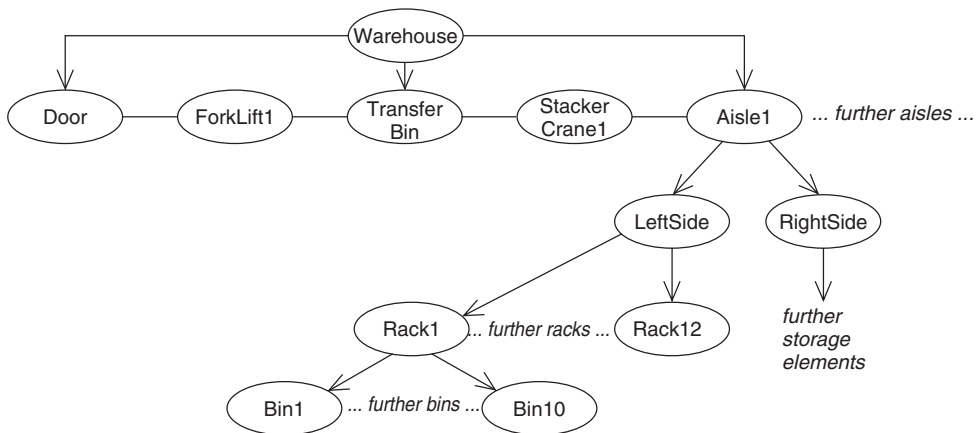 Warehouse
Door
ForkLift1
Transfer
Bin
Stacker
Crane1
Aisle1
... further aisles ...
LeftSide
RightSide
Rack1
... further racks ...
Rack12
further
storage
elements
Bin1
... further bins ...
Bin10